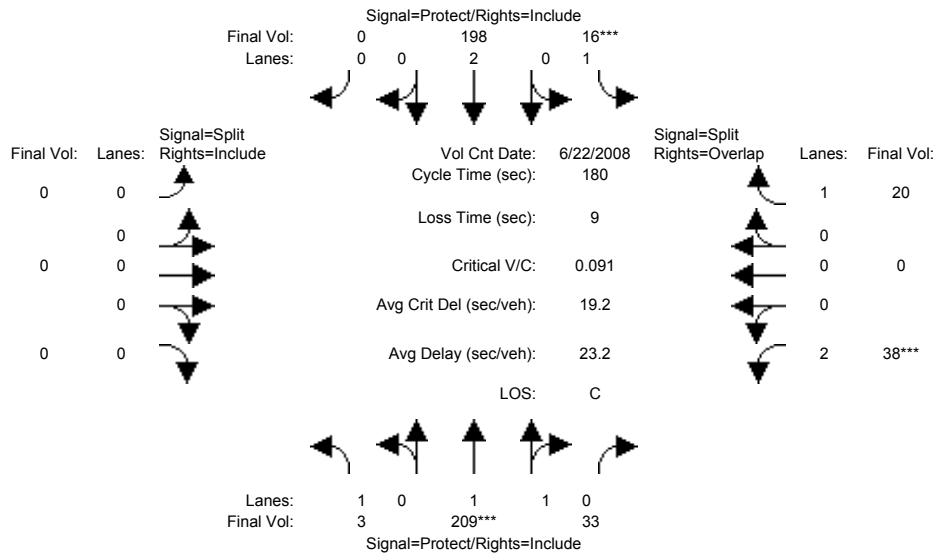 Signal=Protect/Rights=Include
Final Vol: 0 198 16***
Lanes: 0 0 2 0 1
Signal=Split
Final Vol: Lanes: Rights=Include
Vol Cnt Date: 6/22/2008
Signal=Split
Rights=Overlap Lanes: Final Vol:
Cycle Time (sec): 180
0 0
1 20
Loss Time (sec): 9
0
0
0 0
Critical V/C: 0.091
0 0
0
Avg Crit Del (sec/veh): 19.2
0
0 0
Avg Delay (sec/veh): 23.2
2 38***
LOS: C
Lanes: 1 0 1 1 0
Final Vol: 3 209*** 33
Signal=Protect/Rights=Include